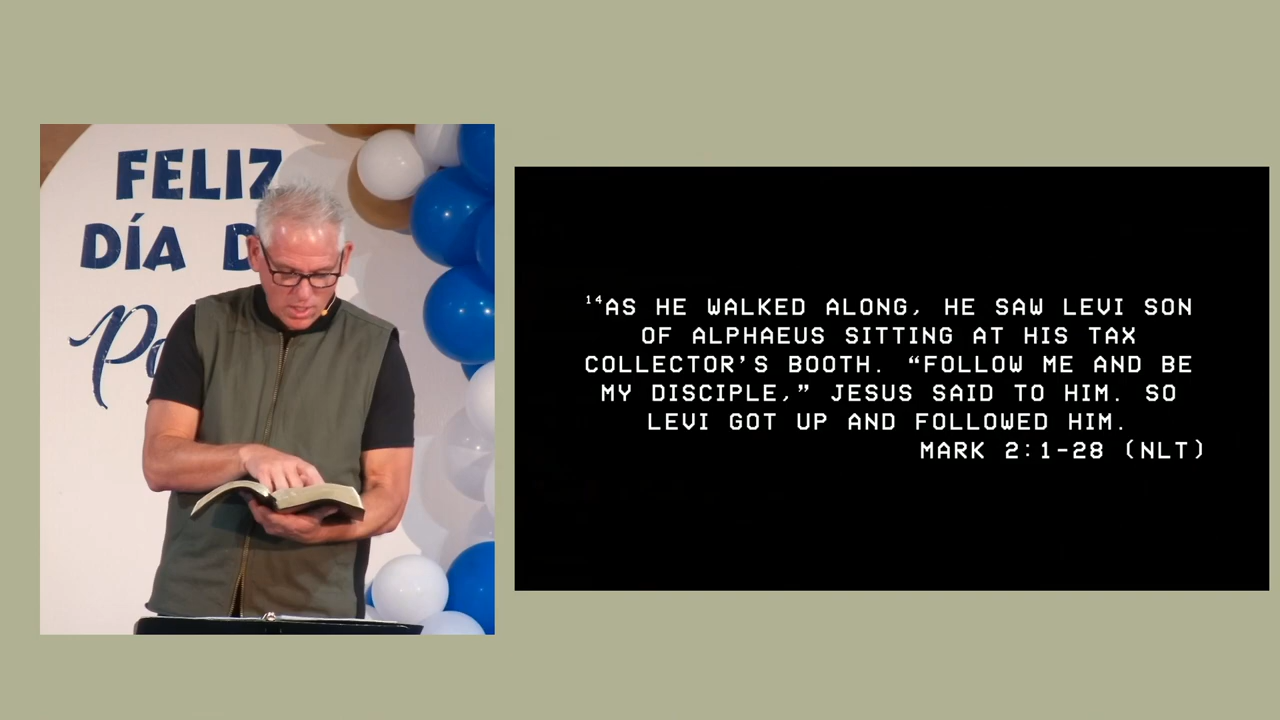 FELIZ
DÍA D
¹⁴AS HE WALKED ALONG, HE SAW LEVI SON
OF ALPHAEUS SITTING AT HIS TAX
COLLECTOR’S BOOTH. “FOLLOW ME AND BE
MY DISCIPLE,” JESUS SAID TO HIM. SO
LEVI GOT UP AND FOLLOWED HIM.
MARK 2:1-28 (NLT)